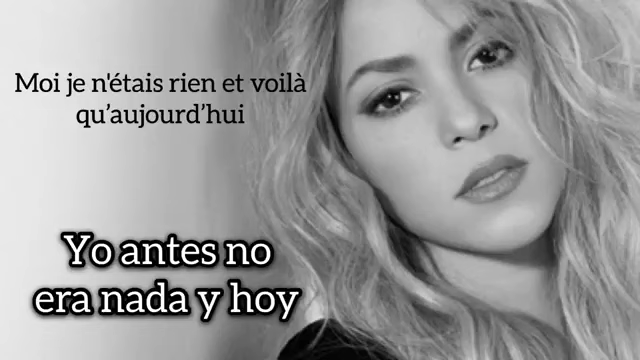 Moi je n'étais rien et voilà
qu’aujourd’hui
Yo antes no
era nada y hoy